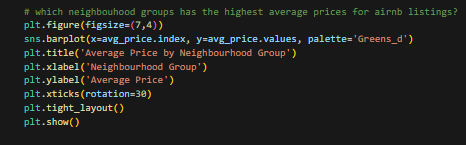 # which neighbouhood groups has the highest average prices for airnb listings?
plt.figure(figsize=(7,4))
sns.barplot(x=avg_price.index, y=avg_price.values, palette='Greens_d')
plt.title('Average Price by Neighbourhood Group')
plt.xlabel('Neighbourhood Group')
plt.ylabel('Average Price')
plt.xticks(rotation=30)
plt.tight_layout()
plt.show()